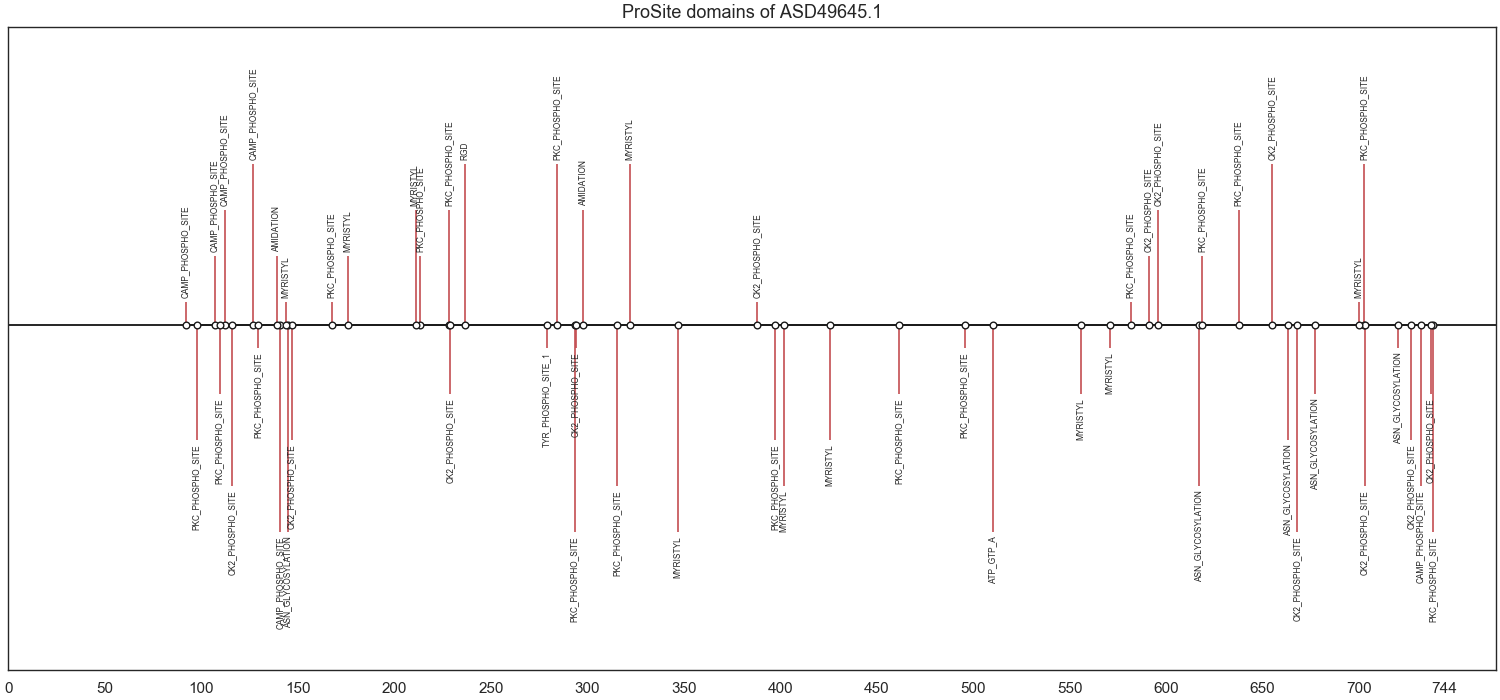 ProSite domains of ASD49645.1
CAMP_PHOSPHO_SITE
CAMP_PHOSPHO_SITE
CAMP_PHOSPHO_SITE
CAMP_PHOSPHO_SITE
AMIDATION
MYRISTYL
PKC_PHOSPHO_SITE
MYRISTYL
MYRISTYL
PKC_PHOSPHO_SITE
PKC_PHOSPHO_SITE
RGD
PKC_PHOSPHO_SITE
AMIDATION
MYRISTYL
CK2_PHOSPHO_SITE
PKC_PHOSPHO_SITE
CK2_PHOSPHO_SITE
CK2_PHOSPHO_SITE
PKC_PHOSPHO_SITE
PKC_PHOSPHO_SITE
CK2_PHOSPHO_SITE
MYRISTYL
PKC_PHOSPHO_SITE
PKC_PHOSPHO_SITE
PKC_PHOSPHO_SITE
CK2_PHOSPHO_SITE
PKC_PHOSPHO_SITE
CAMP_PHOSPHO_SITE
ASN_GLYCOSYLATION
CK2_PHOSPHO_SITE
CK2_PHOSPHO_SITE
TYR_PHOSPHO_SITE_1
PKC_PHOSPHO_SITE
CK2_PHOSPHO_SITE
PKC_PHOSPHO_SITE
MYRISTYL
PKC_PHOSPHO_SITE
MYRISTYL
MYRISTYL
PKC_PHOSPHO_SITE
PKC_PHOSPHO_SITE
ATP_GTP_A
MYRISTYL
MYRISTYL
ASN_GLYCOSYLATION
ASN_GLYCOSYLATION
CK2_PHOSPHO_SITE
ASN_GLYCOSYLATION
CK2_PHOSPHO_SITE
ASN_GLYCOSYLATION
CK2_PHOSPHO_SITE
CAMP_PHOSPHO_SITE
CK2_PHOSPHO_SITE
PKC_PHOSPHO_SITE
0 50 100 150 200 250 300 350 400 450 500 550 600 650 700 744